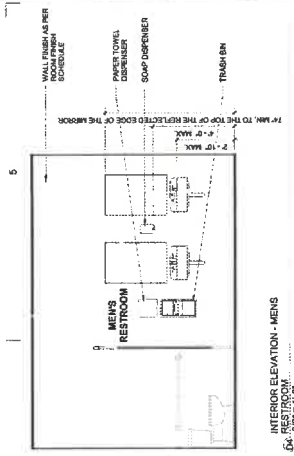 5
WALL FINISH AS PER
ROOM FINISH
SCHEDULE
PAPER TOWEL
DISPENSER
SOAP DISPENSER
TRASH BIN
74" MIN. TO THE TOP OF THE REFLECTED EDGE OF THE MIRROR
4'-0" MAX.
2'-10" MAX.
MEN'S
RESTROOM
INTERIOR ELEVATION - MENS
RESTROOM